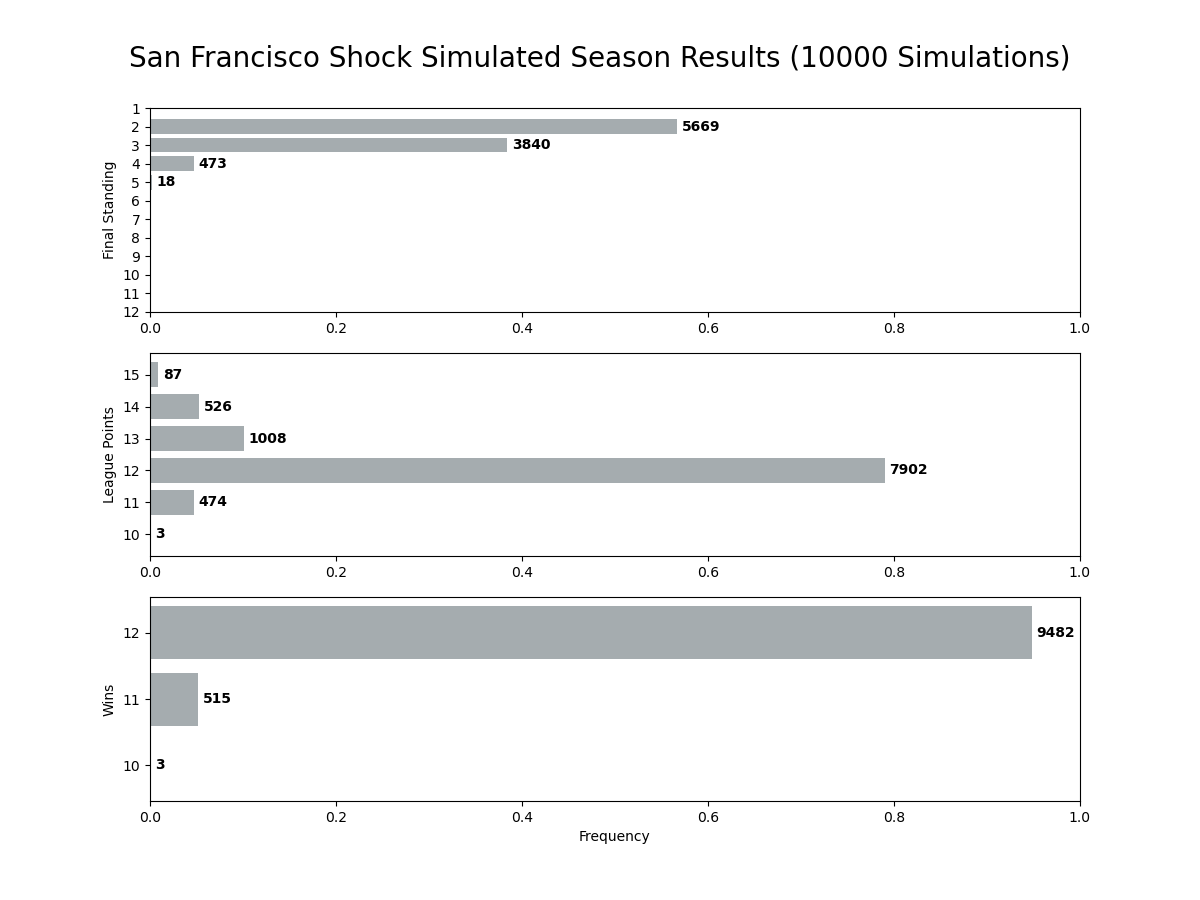 San Francisco Shock Simulated Season Results (10000 Simulations)
Final Standing
1
2 5669
3 3840
4 473
5 18
6
7
8
9
10
11
12
0.0 0.2 0.4 0.6 0.8 1.0
League Points
15 87
14 526
13 1008
12 7902
11 474
10 3
0.0 0.2 0.4 0.6 0.8 1.0
Wins
12 9482
11 515
10 3
0.0 0.2 0.4 0.6 0.8 1.0
Frequency